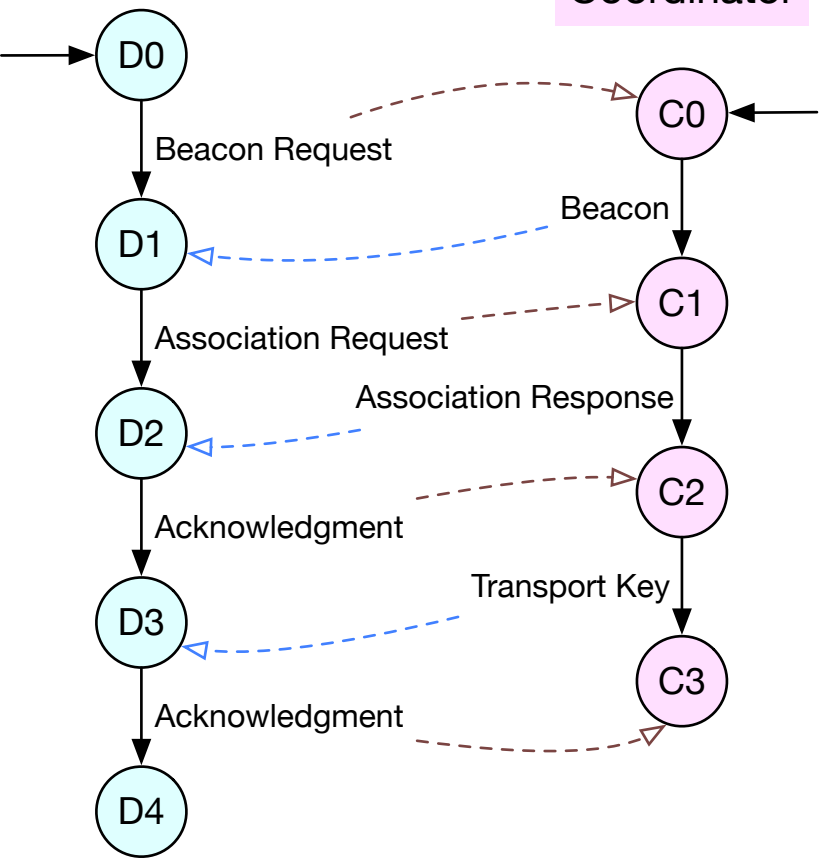 Coordinator
D0
C0
Beacon Request
Beacon
D1
C1
Association Request
Association Response
D2
C2
Acknowledgment
Transport Key
D3
C3
Acknowledgment
D4